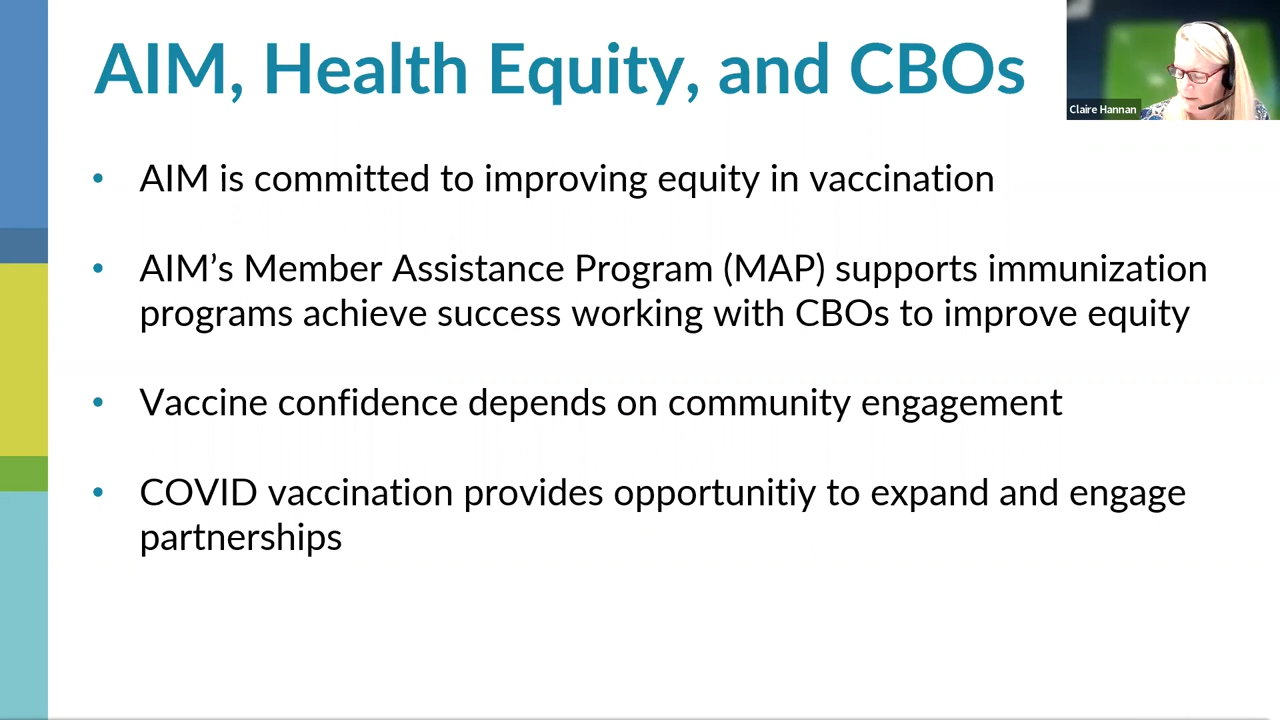 AIM, Health Equity, and CBOs
Claire Hannan
• AIM is committed to improving equity in vaccination
• AIM’s Member Assistance Program (MAP) supports immunization
programs achieve success working with CBOs to improve equity
• Vaccine confidence depends on community engagement
• COVID vaccination provides opportunitiy to expand and engage
partnerships